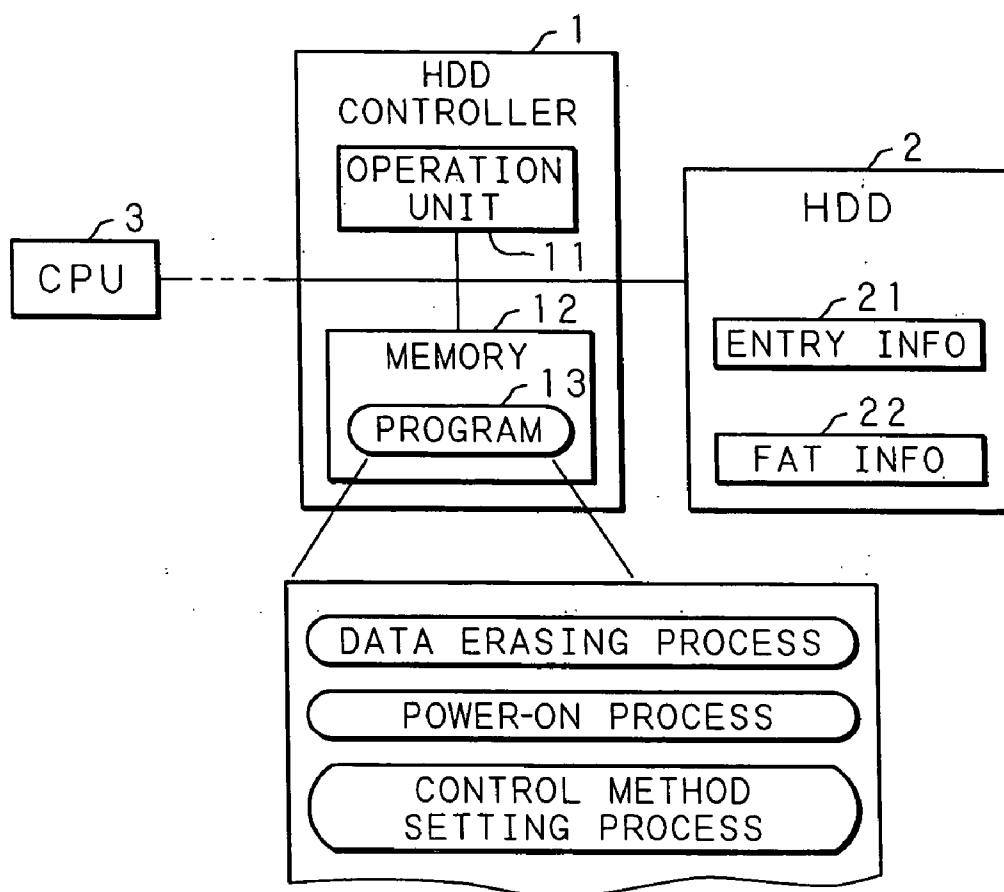 1
HDD
CONTROLLER
OPERATION
UNIT
11
2
HDD
3
CPU
12
MEMORY
13
PROGRAM
21
ENTRY INFO
22
FAT INFO
DATA ERASING PROCESS
POWER-ON PROCESS
CONTROL METHOD
SETTING PROCESS